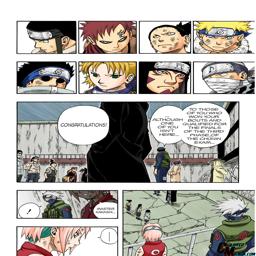 CONGRATULATIONS!
ALTHOUGH
ONE
OF YOU
ISN'T
HERE...
TO THOSE
OF YOU WHO
WON YOUR
BOUTS AND
QUALIFIED FOR
THE FINALS
OF THE THIRD
PHASE OF
THE CHUNIN
EXAM...
!
MASTER
KAKASHI...